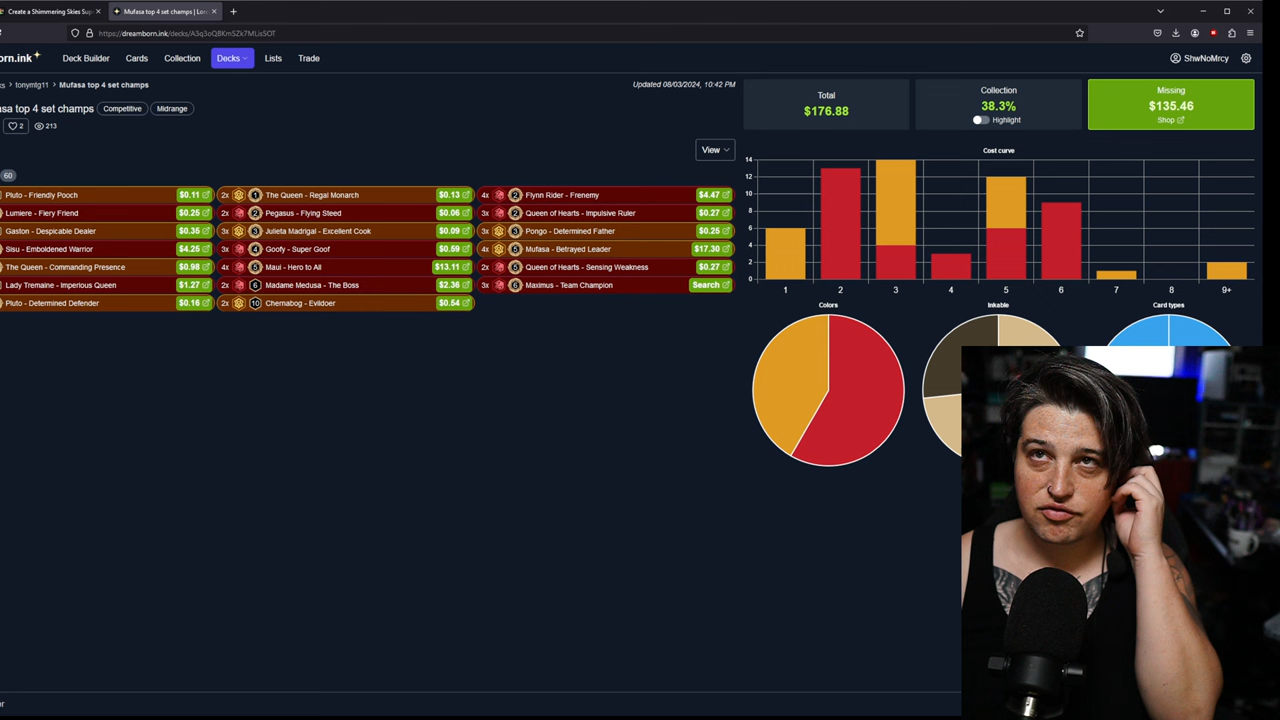 Create a Shimmering Skies Sup
Mufasa top 4 set champs | Lorc
https://dreamborn.ink/decks/A3q3oQBKmSZk7MLisSOT
orn.ink
Deck Builder
Cards
Collection
Decks
Lists
Trade
ShwNoMrcy
ks › tonymtg11 › Mufasa top 4 set champs
Updated 08/03/2024, 10:42 PM
asa top 4 set champs
Competitive
Midrange
2
213
View
60
Pluto - Friendly Pooch $0.11
Lumiere - Fiery Friend $0.25
Gaston - Despicable Dealer $0.35
Sisu - Emboldened Warrior $4.25
The Queen - Commanding Presence $0.98
Lady Tremaine - Imperious Queen $1.27
Pluto - Determined Defender $0.16
2x 1 The Queen - Regal Monarch $0.13
2x 2 Pegasus - Flying Steed $0.06
2x 3 Julieta Madrigal - Excellent Cook $0.09
3x 4 Goofy - Super Goof $0.59
4x 5 Maui - Hero to All $13.11
2x 6 Madame Medusa - The Boss $2.36
2x 10 Chernabog - Evildoer $0.54
4x 2 Flynn Rider - Frenemy $4.47
3x 2 Queen of Hearts - Impulsive Ruler $0.27
3x 3 Pongo - Determined Father $0.25
4x 5 Mufasa - Betrayed Leader $17.30
2x 5 Queen of Hearts - Sensing Weakness $0.27
3x 6 Maximus - Team Champion Search
Total
$176.88
Collection
38.3%
Highlight
Missing
$135.46
Shop
Cost curve
14
12
10
8
6
4
2
0
1 2 3 4 5 6 7 8 9+
Colors
Inkable
Card types